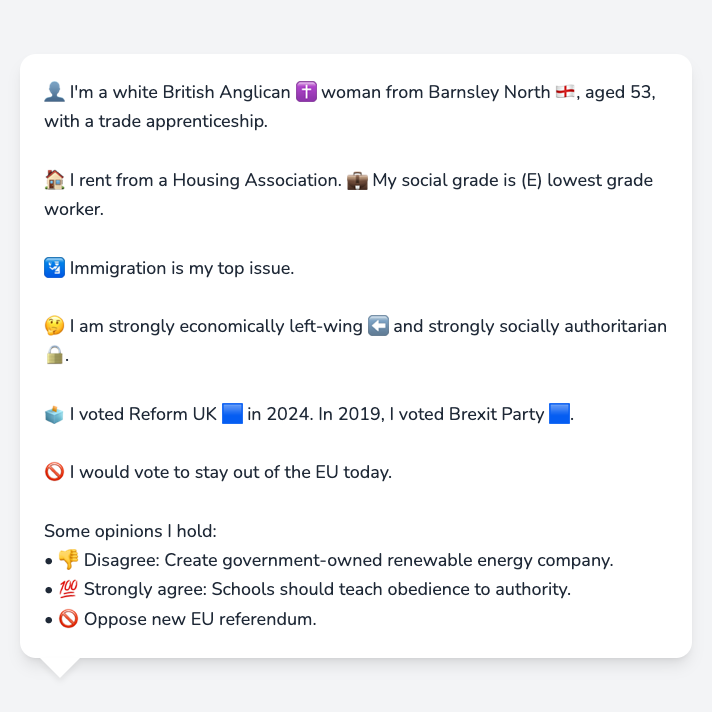 👤 I'm a white British Anglican ✝️ woman from Barnsley North 🏴󠁧󠁢󠁥󠁮󠁧󠁿, aged 53,
with a trade apprenticeship.
🏠 I rent from a Housing Association. 💼 My social grade is (E) lowest grade
worker.
🛂 Immigration is my top issue.
🤔 I am strongly economically left-wing ⬅️ and strongly socially authoritarian
🔒.
🗳️ I voted Reform UK 🟦 in 2024. In 2019, I voted Brexit Party 🟦.
🚫 I would vote to stay out of the EU today.
Some opinions I hold:
• 👎 Disagree: Create government-owned renewable energy company.
• 💯 Strongly agree: Schools should teach obedience to authority.
• 🚫 Oppose new EU referendum.